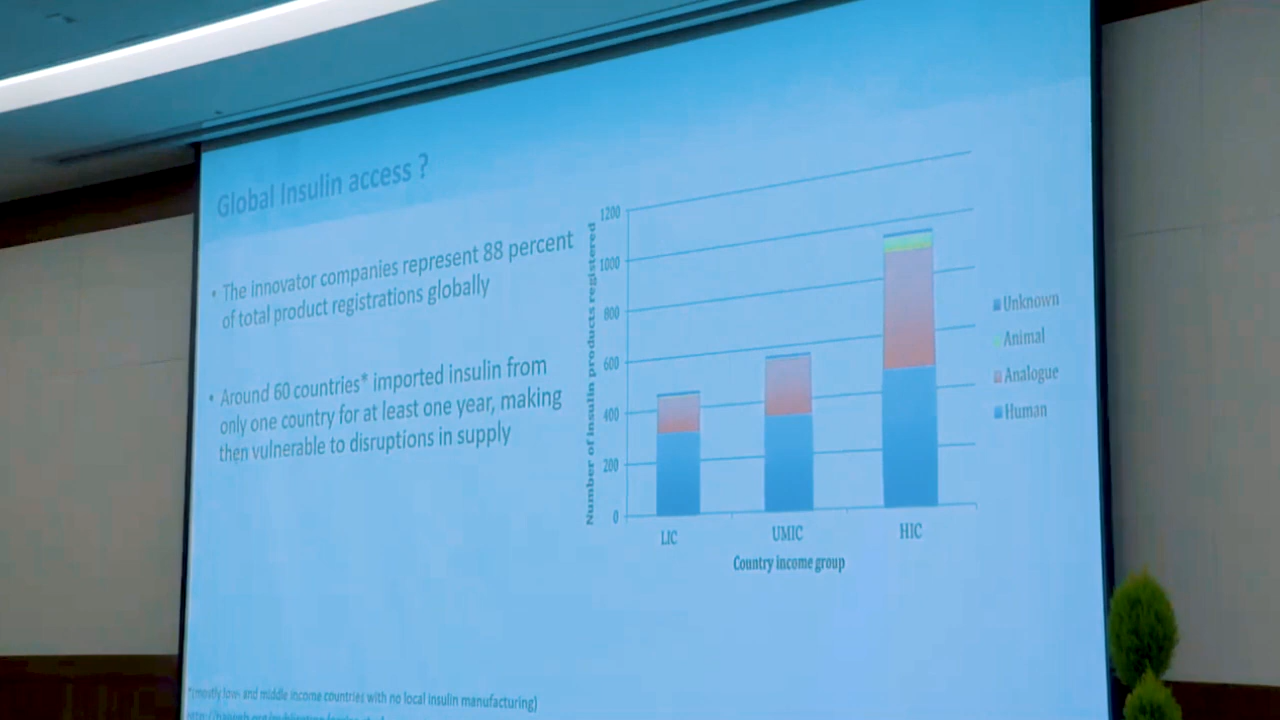 Global Insulin access ?
• The innovator companies represent 88 percent
of total product registrations globally
• Around 60 countries* imported insulin from
only one country for at least one year, making
then vulnerable to disruptions in supply
Number of insulin products registered
1200
1000
800
600
400
200
0
LIC UMIC HIC
Country income group
Unknown
Animal
Analogue
Human
*(mostly low- and middle income countries with no local insulin manufacturing)